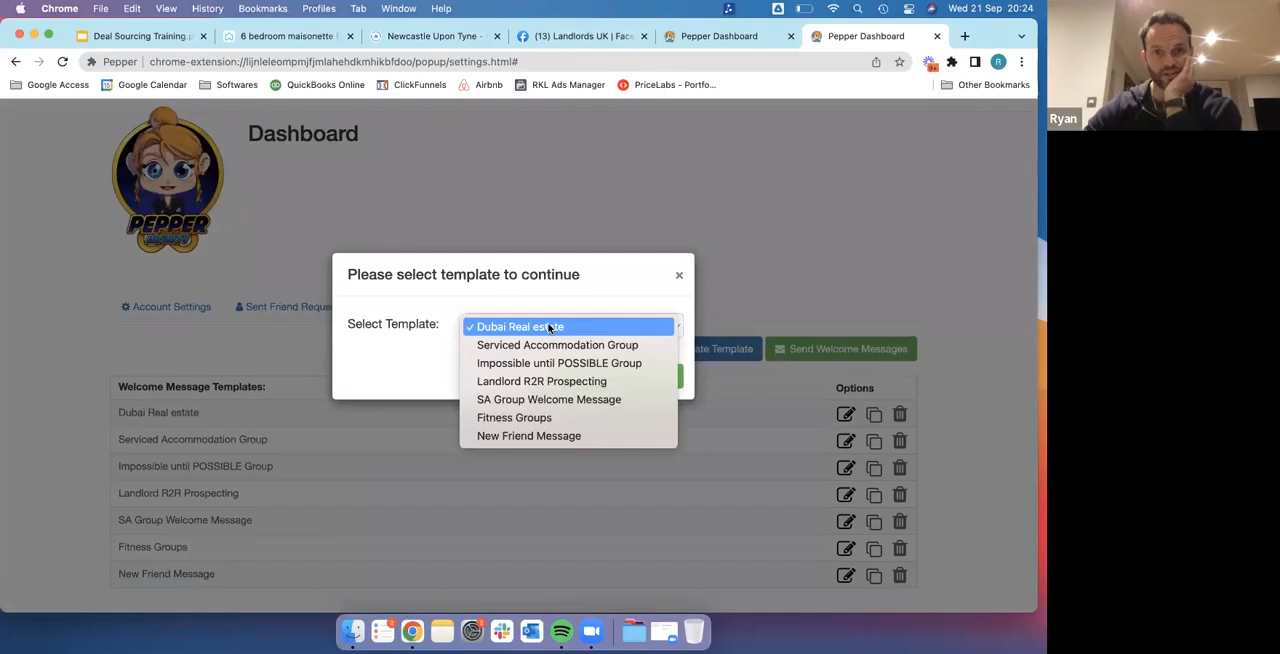 Chrome File Edit View History Bookmarks Profiles Tab Window Help Wed 21 Sep 20:24
Deal Sourcing Training.p 6 bedroom maisonette Newcastle Upon Tyne - (13) Landlords UK | Fac Pepper Dashboard Pepper Dashboard
Pepper chrome-extension://lijnleleompmjfjmlahehdkmhikbfdoo/popup/settings.html#
Google Access Google Calendar Softwares QuickBooks Online ClickFunnels Airbnb RKL Ads Manager PriceLabs - Portfo... Other Bookmarks
Ryan
Dashboard
PEPPER
Please select template to continue
Account Settings Sent Friend Reque
Select Template:
Dubai Real estate
Serviced Accommodation Group
Impossible until POSSIBLE Group
Landlord R2R Prospecting
SA Group Welcome Message
Fitness Groups
New Friend Message
Template Send Welcome Messages
Welcome Message Templates: Options
Dubai Real estate
Serviced Accommodation Group
Impossible until POSSIBLE Group
Landlord R2R Prospecting
SA Group Welcome Message
Fitness Groups
New Friend Message